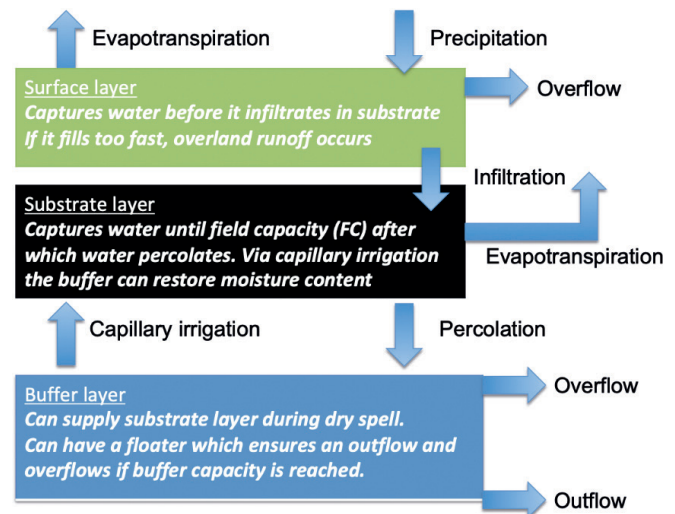 Evapotranspiration
Precipitation
Surface layer
Captures water before it infiltrates in substrate
If it fills too fast, overland runoff occurs
Overflow
Infiltration
Substrate layer
Captures water until field capacity (FC) after
which water percolates. Via capillary irrigation
the buffer can restore moisture content
Evapotranspiration
Capillary irrigation
Percolation
Buffer layer
Can supply substrate layer during dry spell.
Can have a floater which ensures an outflow and
overflows if buffer capacity is reached.
Overflow
Outflow